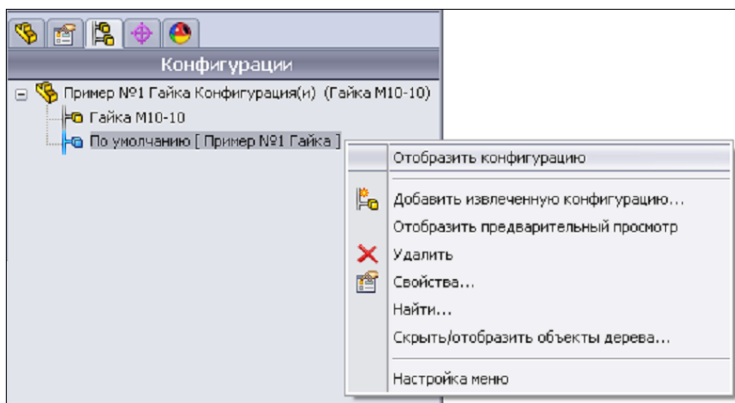 Конфигурации
Пример №1 Гайка Конфигурация(и) (Гайка М10-10)
Гайка М10-10
По умолчанию [ Пример №1 Гайка ]
Отобразить конфигурацию
Добавить извлеченную конфигурацию...
Отобразить предварительный просмотр
Удалить
Свойства...
Найти...
Скрыть/отобразить объекты дерева...
Настройка меню